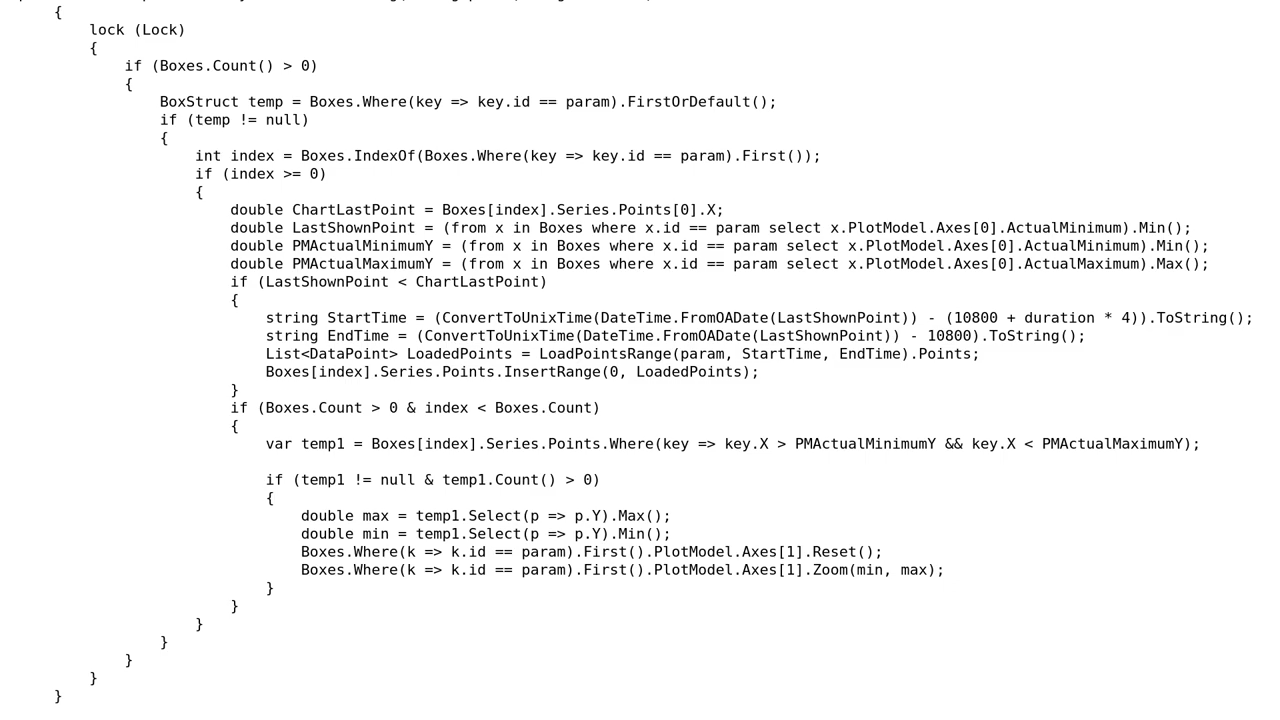 {
lock (Lock)
{
if (Boxes.Count() > 0)
{
BoxStruct temp = Boxes.Where(key => key.id == param).FirstOrDefault();
if (temp != null)
{
int index = Boxes.IndexOf(Boxes.Where(key => key.id == param).First());
if (index >= 0)
{
double ChartLastPoint = Boxes[index].Series.Points[0].X;
double LastShownPoint = (from x in Boxes where x.id == param select x.PlotModel.Axes[0].ActualMinimum).Min();
double PMActualMinimumY = (from x in Boxes where x.id == param select x.PlotModel.Axes[0].ActualMinimum).Min();
double PMActualMaximumY = (from x in Boxes where x.id == param select x.PlotModel.Axes[0].ActualMaximum).Max();
if (LastShownPoint < ChartLastPoint)
{
string StartTime = (ConvertToUnixTime(DateTime.FromOADate(LastShownPoint)) - (10800 + duration * 4)).ToString();
string EndTime = (ConvertToUnixTime(DateTime.FromOADate(LastShownPoint)) - 10800).ToString();
List<DataPoint> LoadedPoints = LoadPointsRange(param, StartTime, EndTime).Points;
Boxes[index].Series.Points.InsertRange(0, LoadedPoints);
}
if (Boxes.Count > 0 & index < Boxes.Count)
{
var temp1 = Boxes[index].Series.Points.Where(key => key.X > PMActualMinimumY && key.X < PMActualMaximumY);
if (temp1 != null & temp1.Count() > 0)
{
double max = temp1.Select(p => p.Y).Max();
double min = temp1.Select(p => p.Y).Min();
Boxes.Where(k => k.id == param).First().PlotModel.Axes[1].Reset();
Boxes.Where(k => k.id == param).First().PlotModel.Axes[1].Zoom(min, max);
}
}
}
}
}
}
}